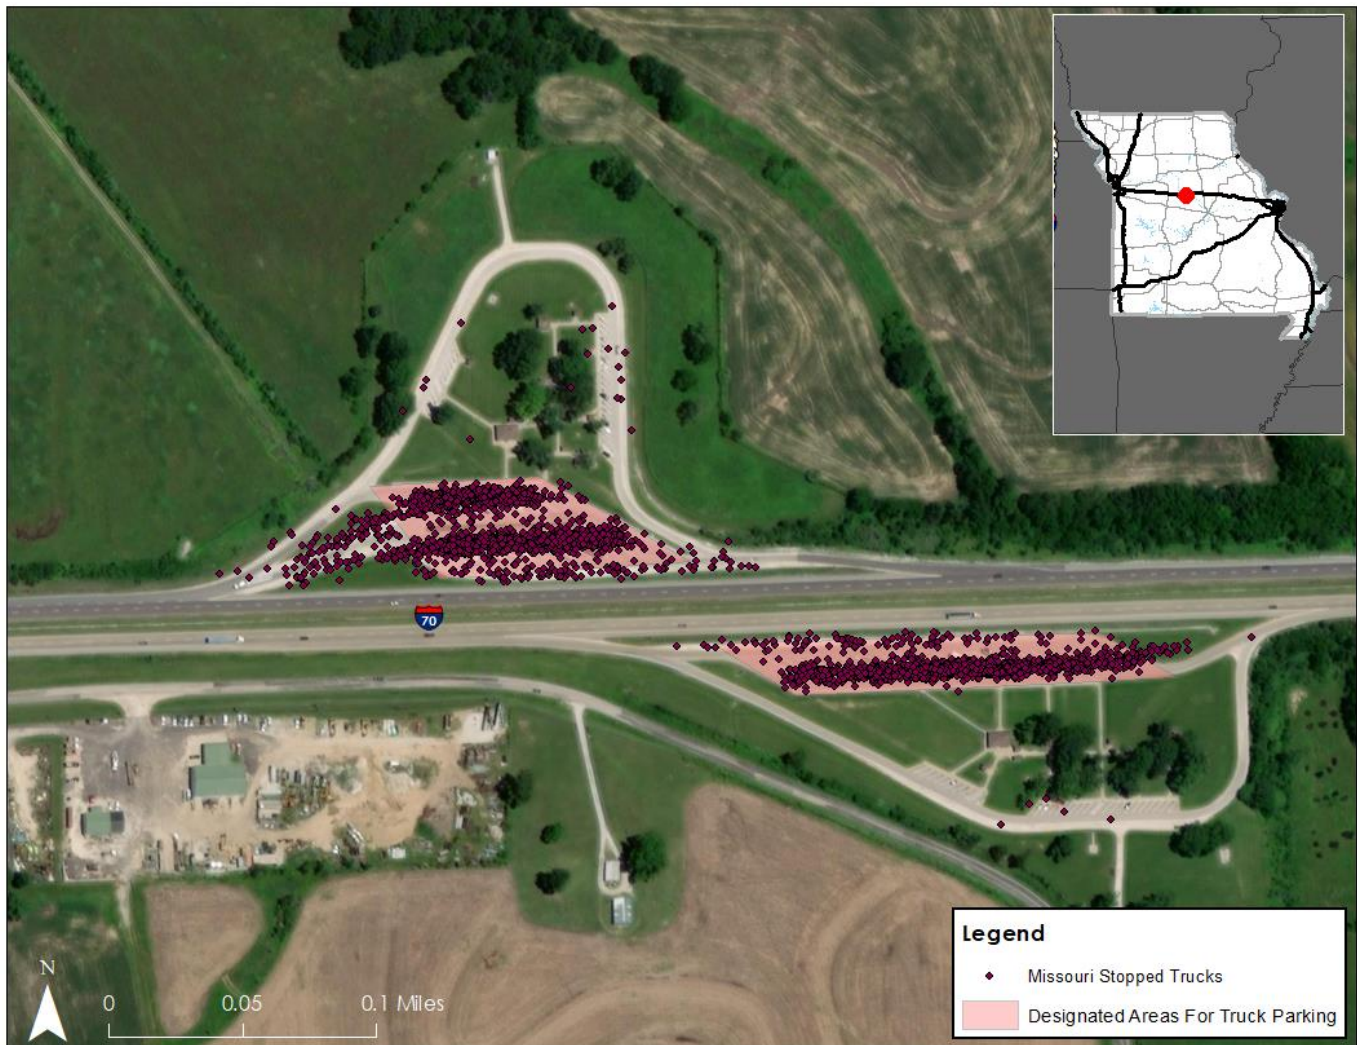 70
N
0 0.05 0.1 Miles
Legend
Missouri Stopped Trucks
Designated Areas For Truck Parking